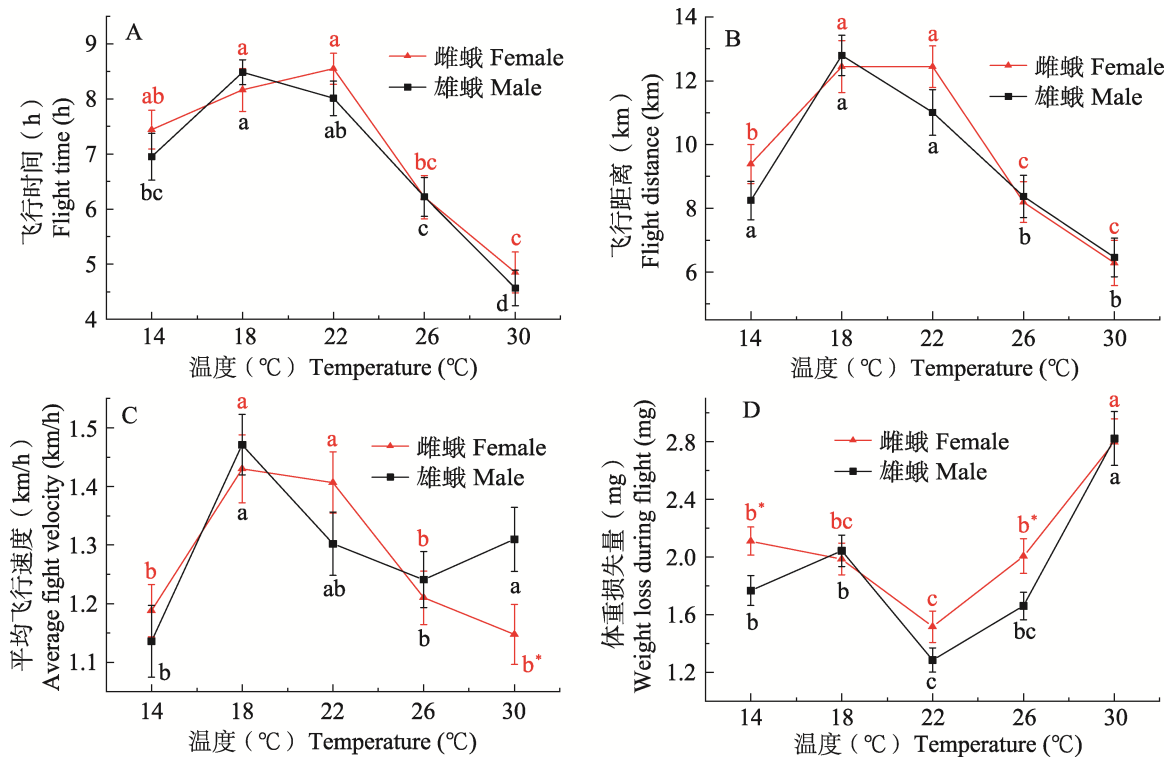 A
飞行时间（h）
Flight time (h)
9
8
7
6
5
4
雌蛾 Female
雄蛾 Male
ab
a
a
bc
c
bc
a
ab
c
d
14
18
22
26
30
温度（℃）Temperature (℃)
B
飞行距离（km）
Flight distance (km)
14
12
10
8
6
雌蛾 Female
雄蛾 Male
b
a
a
c
c
a
a
a
b
b
14
18
22
26
30
温度（℃）Temperature (℃)
C
平均飞行速度（km/h）
Average fight velocity (km/h)
1.5
1.4
1.3
1.2
1.1
雌蛾 Female
雄蛾 Male
b
a
a
b
b*
b
a
ab
b
a
14
18
22
26
30
温度（℃）Temperature (℃)
D
体重损失量（mg）
Weight loss during flight (mg)
2.8
2.4
2.0
1.6
1.2
雌蛾 Female
雄蛾 Male
b*
bc
c
b*
a
b
b
c
bc
a
14
18
22
26
30
温度（℃）Temperature (℃)